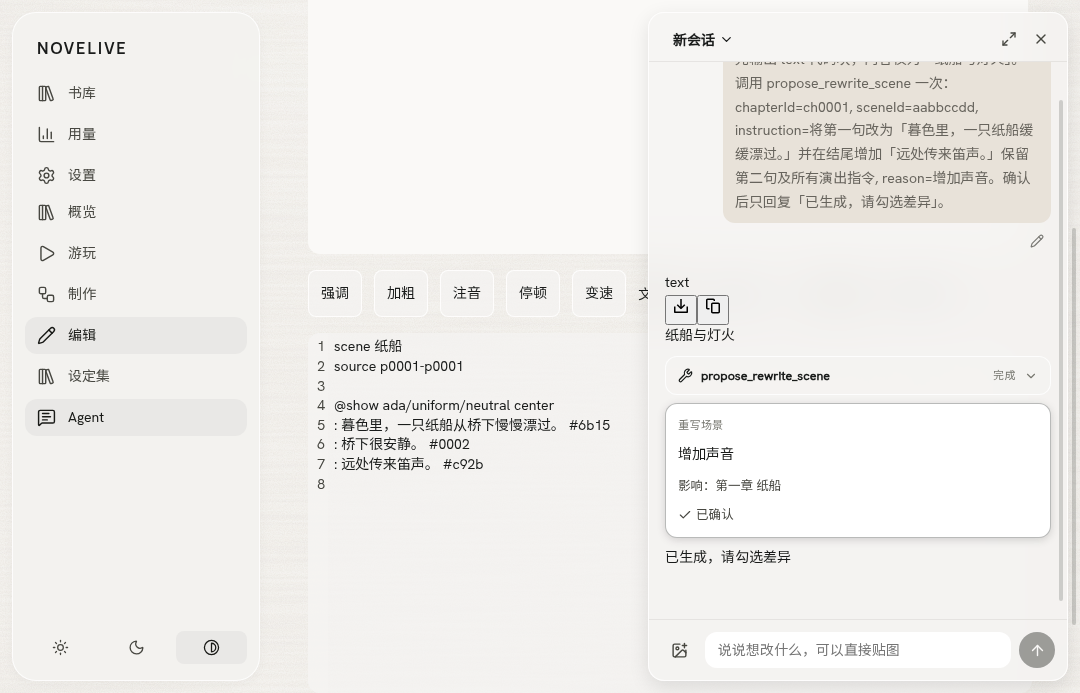 NOVELIVE
书库
用量
设置
概览
游玩
制作
编辑
设定集
Agent
强调
加粗
注音
停顿
变速
1 scene 纸船
2 source p0001-p0001
3
4 @show ada/uniform/neutral center
5 : 暮色里，一只纸船从桥下慢慢漂过。 #6b15
6 : 桥下很安静。 #0002
7 : 远处传来笛声。 #c92b
8
新会话
调用 propose_rewrite_scene 一次：
chapterId=ch0001, sceneId=aabbccdd,
instruction=将第一句改为「暮色里，一只纸船缓
缓漂过。」并在结尾增加「远处传来笛声。」保留
第二句及所有演出指令, reason=增加声音。确认
后只回复「已生成，请勾选差异」。
text
纸船与灯火
propose_rewrite_scene 完成
重写场景
增加声音
影响：第一章 纸船
已确认
已生成，请勾选差异
说说想改什么，可以直接贴图